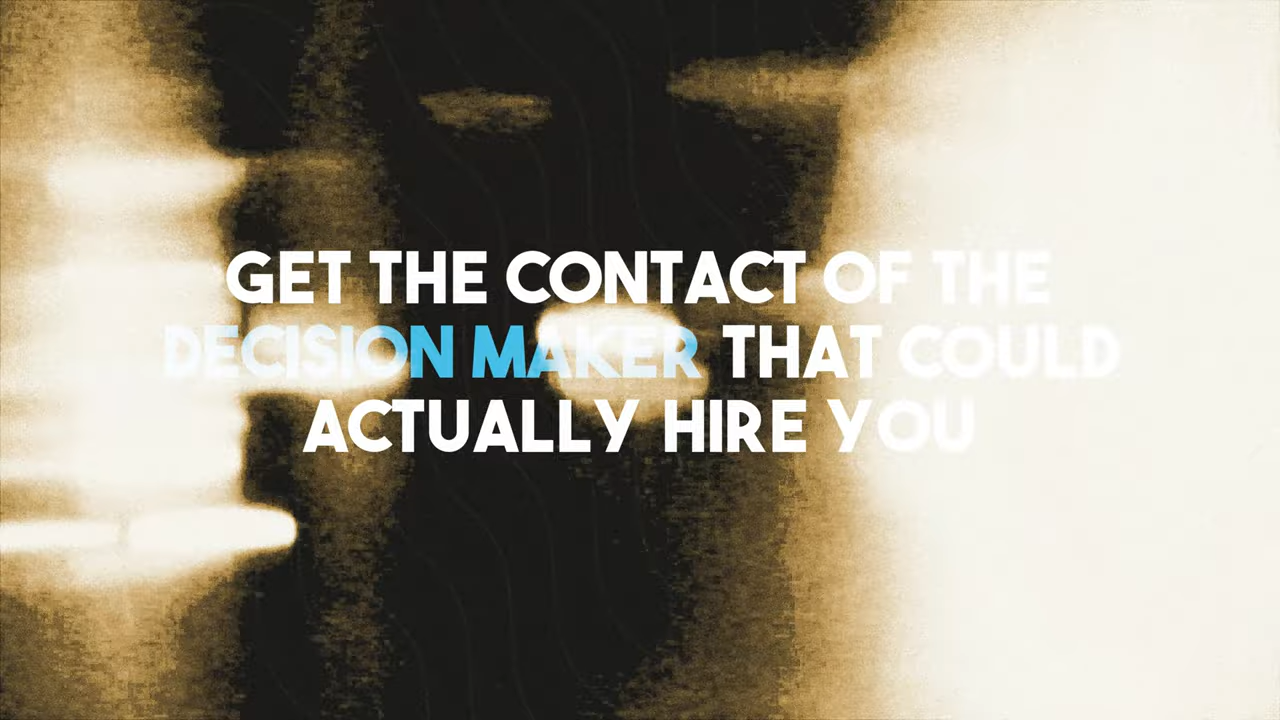 GET THE CONTACT OF THE
DECISION MAKER THAT COULD
ACTUALLY HIRE YOU